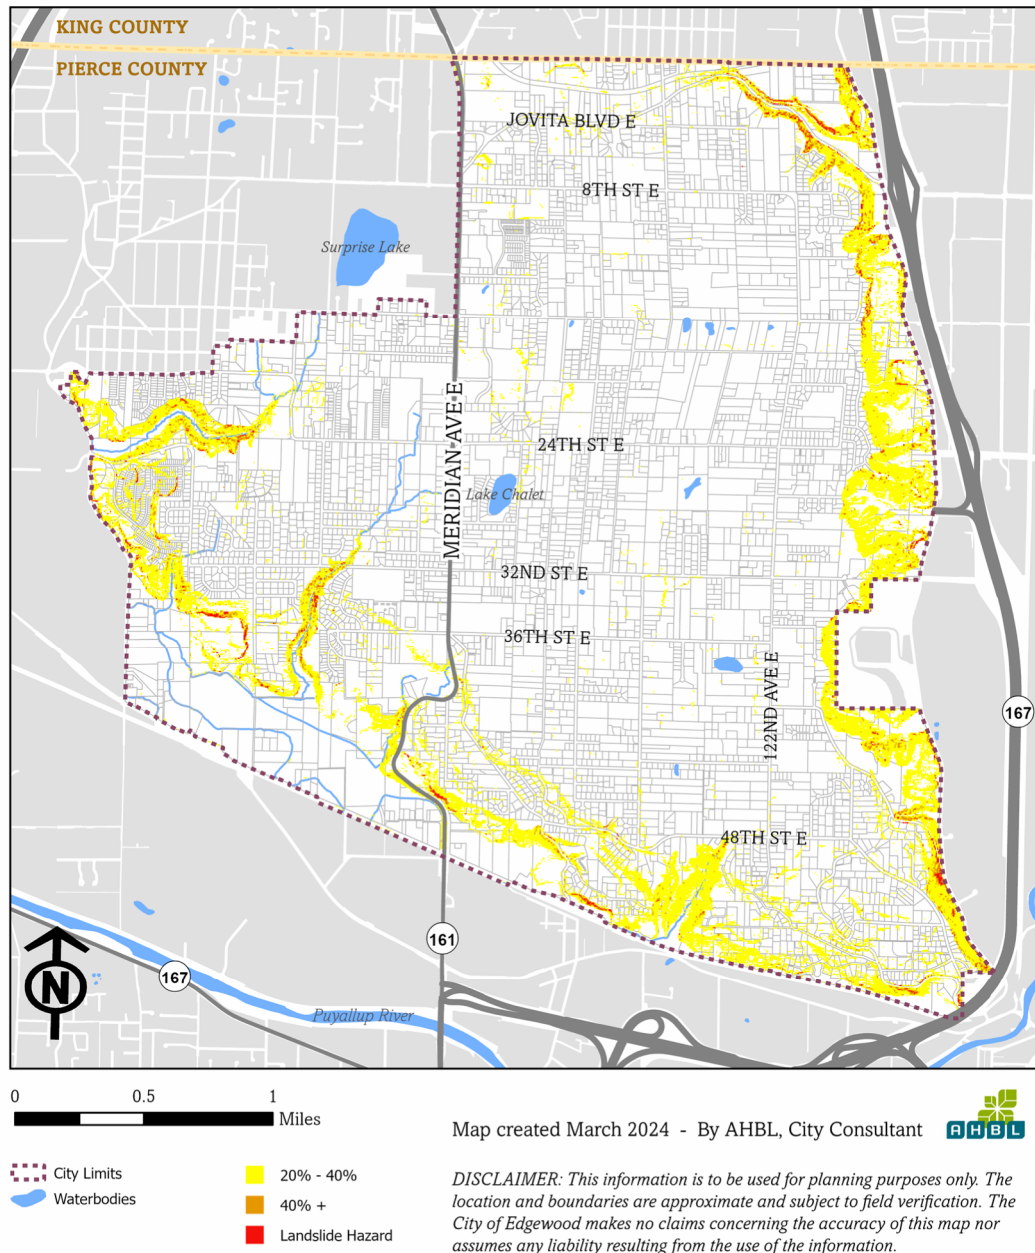 KING COUNTY
PIERCE COUNTY
JOVITA BLVD E
8TH ST E
Surprise Lake
MERIDIAN AVE E
24TH ST E
Lake Chalet
32ND ST E
36TH ST E
122ND AVE E
167
48TH ST E
161
N
167
Puyallup River
0 0.5 1
Miles
Map created March 2024 - By AHBL, City Consultant
AHBL
City Limits
Waterbodies
20% - 40%
40% +
Landslide Hazard
DISCLAIMER: This information is to be used for planning purposes only. The
location and boundaries are approximate and subject to field verification. The
City of Edgewood makes no claims concerning the accuracy of this map nor
assumes any liability resulting from the use of the information.